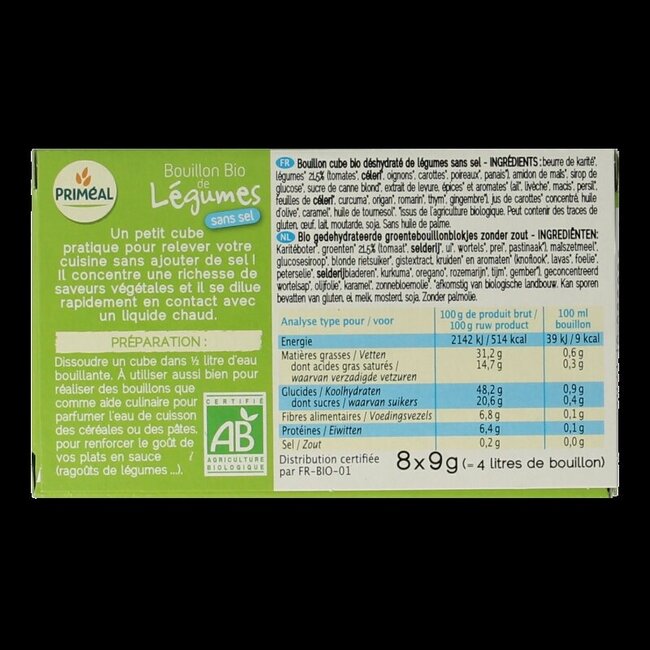 PRIMÉAL
Bouillon Bio
de
Légumes
sans sel
Un petit cube
pratique pour relever votre
cuisine sans ajouter de sel !
Il concentre une richesse de
saveurs végétales et il se dilue
rapidement en contact avec
un liquide chaud.
PRÉPARATION :
Dissoudre un cube dans ½ litre d'eau
bouillante. À utiliser aussi bien pour
réaliser des bouillons que
comme aide culinaire pour
parfumer l'eau de cuisson
des céréales ou des pâtes,
pour renforcer le goût de
vos plats en sauce
(ragoûts de légumes ...).
CERTIFIÉ
AB
AGRICULTURE
BIOLOGIQUE
FR Bouillon cube bio déshydraté de légumes sans sel - INGRÉDIENTS : beurre de karité*,
légumes* 21,5% (tomates*, céleri*, oignons*, carottes*, poireaux*, panais*), amidon de maïs*, sirop de
glucose*, sucre de canne blond*, extrait de levure, épices* et aromates* (ail*, livèche*, macis*, persil*,
feuilles de céleri*, curcuma*, origan*, romarin*, thym*, gingembre*), jus de carottes* concentré, huile
d'olive*, caramel*, huile de tournesol*. *issus de l'agriculture biologique. Peut contenir des traces de
gluten, œuf, lait, moutarde, soja. Sans huile de palme.
NL Bio gedehydrateerde groentebouillonblokjes zonder zout - INGREDIËNTEN:
Karitéboter*, groenten* 21,5% (tomaten*, selderij*, ui*, wortels*, prei*, pastinaak*), maïszetmeel*,
glucosesiroop*, blonde rietsuiker*, gistextract, kruiden* en aromaten* (knoflook*, lavas*, foelie*,
peterselie*, selderijbladeren*, kurkuma*, oregano*, rozemarijn*, tijm*, gember*), geconcentreerd
wortelsap*, olijfolie*, karamel*, zonnebloemolie*. *afkomstig van biologische landbouw. Kan sporen
bevatten van gluten, ei, melk, mosterd, soja. Zonder palmolie.
Analyse type pour / voor 100 g de produit brut / 100 g ruw product 100 ml bouillon
Energie 2142 kJ / 514 kcal 39 kJ / 9 kcal
Matières grasses / Vetten 31,2 g 0,6 g
dont acides gras saturés / 14,7 g 0,3 g
waarvan verzadigde vetzuren
Glucides / Koolhydraten 48,2 g 0,9 g
dont sucres / waarvan suikers 20,6 g 0,4 g
Fibres alimentaires / Voedingsvezels 6,8 g 0,1 g
Protéines / Eiwitten 6,4 g 0,1 g
Sel / Zout 0,2 g 0,0 g
Distribution certifiée
par FR-BIO-01
8 x 9g (= 4 litres de bouillon)